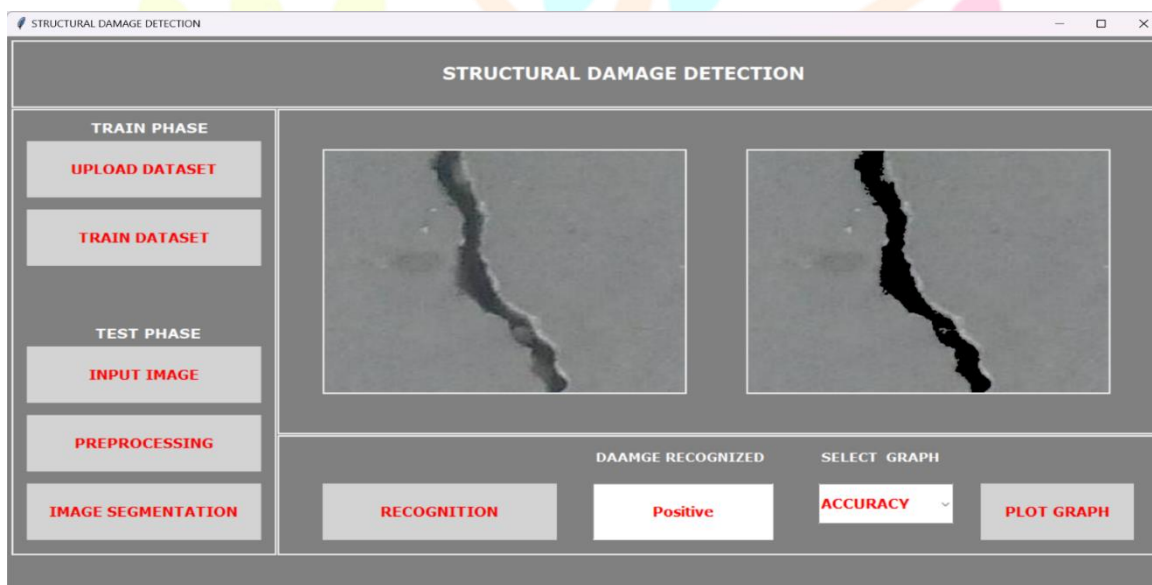 STRUCTURAL DAMAGE DETECTION
STRUCTURAL DAMAGE DETECTION
TRAIN PHASE
UPLOAD DATASET
TRAIN DATASET
TEST PHASE
INPUT IMAGE
PREPROCESSING
IMAGE SEGMENTATION
DAAMGE RECOGNIZED
SELECT GRAPH
RECOGNITION
Positive
ACCURACY
PLOT GRAPH